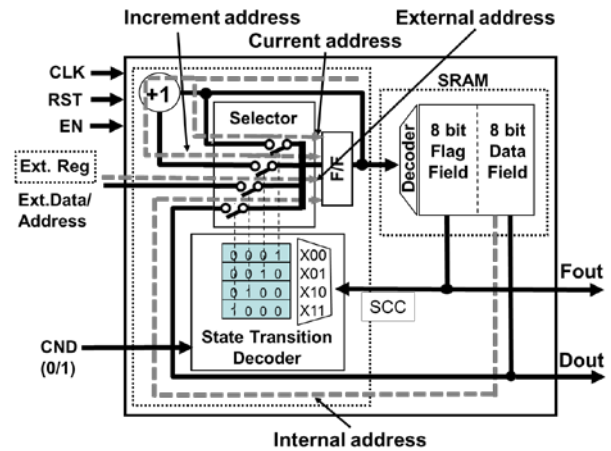 Increment address
External address
Current address
CLK
RST
EN
+1
Selector
SRAM
Ext. Reg
Ext.Data/
Address
F/F
Decoder
8 bit
Flag
Field
8 bit
Data
Field
0 0 0 1
X00
0 0 1 0
X01
0 1 0 0
X10
1 0 0 0
X11
State Transition
Decoder
SCC
Fout
CND
(0/1)
Dout
Internal address